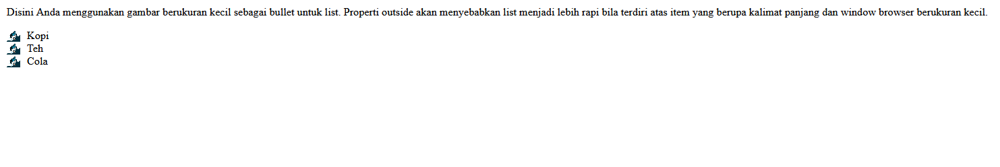 Disini Anda menggunakan gambar berukuran kecil sebagai bullet untuk list. Properti outside akan menyebabkan list menjadi lebih rapi bila terdiri atas item yang berupa kalimat panjang dan window browser berukuran kecil.
Kopi
Teh
Cola